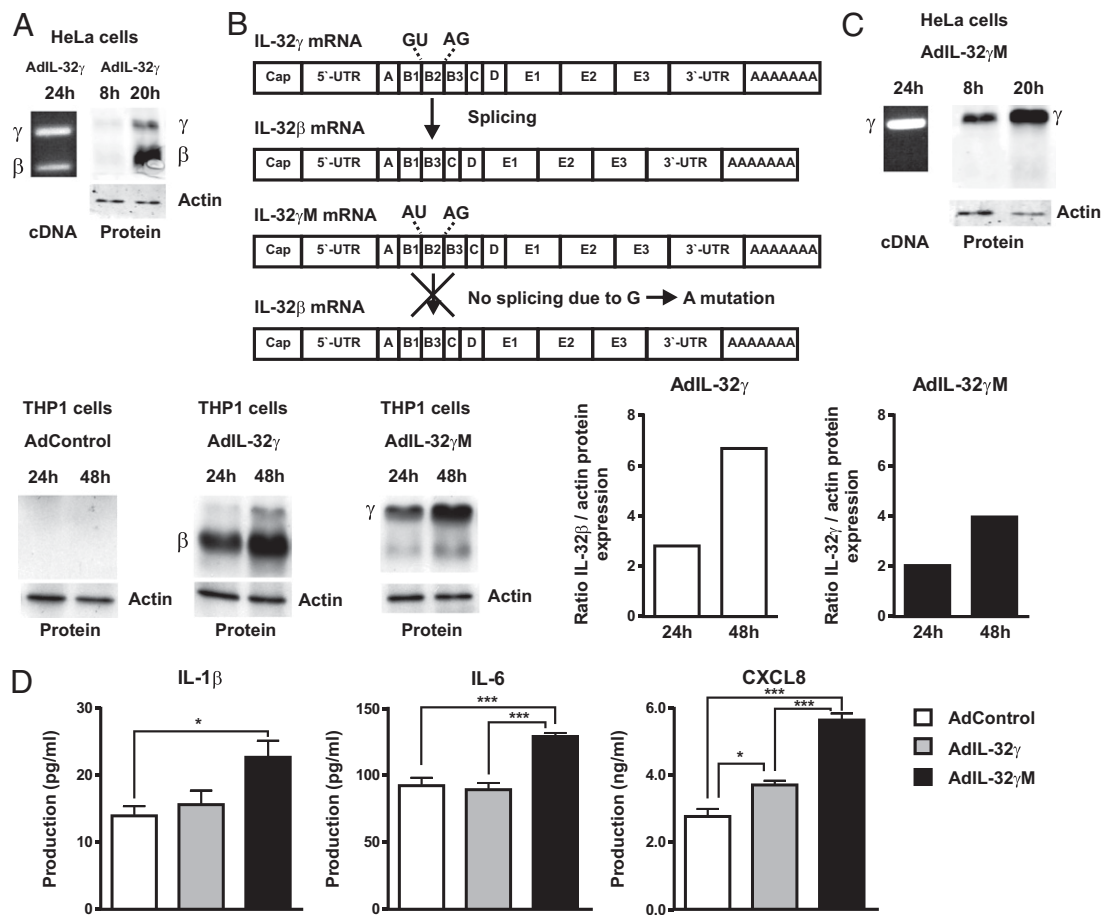 A
HeLa cells
AdIL-32γ AdIL-32γ
24h 8h 20h
γ γ
β β
Actin
cDNA Protein
B
IL-32γ mRNA GU AG
Cap 5`-UTR A B1 B2 B3 C D E1 E2 E3 3`-UTR AAAAAAA
Splicing
IL-32β mRNA
Cap 5`-UTR A B1 B3 C D E1 E2 E3 3`-UTR AAAAAAA
IL-32γM mRNA AU AG
Cap 5`-UTR A B1 B2 B3 C D E1 E2 E3 3`-UTR AAAAAAA
No splicing due to G A mutation
IL-32β mRNA
Cap 5`-UTR A B1 B3 C D E1 E2 E3 3`-UTR AAAAAAA
C
HeLa cells
AdIL-32γM
24h 8h 20h
γ γ
Actin
cDNA Protein
THP1 cells
AdControl
24h 48h
Actin
Protein
THP1 cells
AdIL-32γ
24h 48h
β
Actin
Protein
THP1 cells
AdIL-32γM
24h 48h
γ
Actin
Protein
AdIL-32γ
Ratio IL-32β / actin protein
expression
8
6
4
2
0
24h 48h
AdIL-32γM
Ratio IL-32γ / actin protein
expression
8
6
4
2
0
24h 48h
D
IL-1β
Production (pg/ml)
30
20
10
0
*
IL-6
Production (pg/ml)
150
100
50
0
***
***
CXCL8
Production (ng/ml)
6.0
4.0
2.0
0.0
***
***
*
AdControl
AdIL-32γ
AdIL-32γM